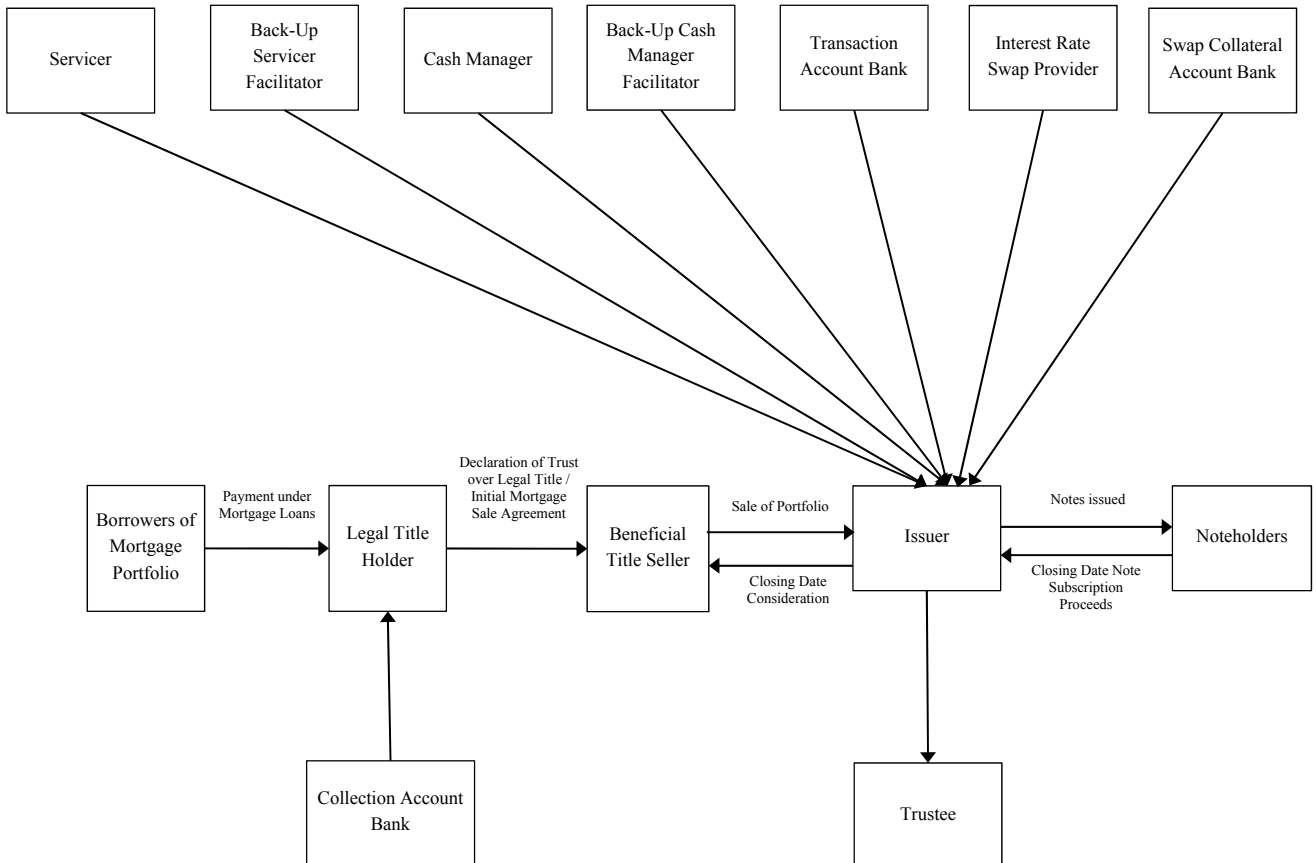 Servicer
Back-Up
Servicer
Facilitator
Cash Manager
Back-Up Cash
Manager
Facilitator
Transaction
Account Bank
Interest Rate
Swap Provider
Swap Collateral
Account Bank
Borrowers of
Mortgage
Portfolio
Payment under
Mortgage Loans
Legal Title
Holder
Declaration of Trust
over Legal Title /
Initial Mortgage
Sale Agreement
Beneficial
Title Seller
Sale of Portfolio
Closing Date
Consideration
Issuer
Notes issued
Closing Date Note
Subscription
Proceeds
Noteholders
Collection Account
Bank
Trustee